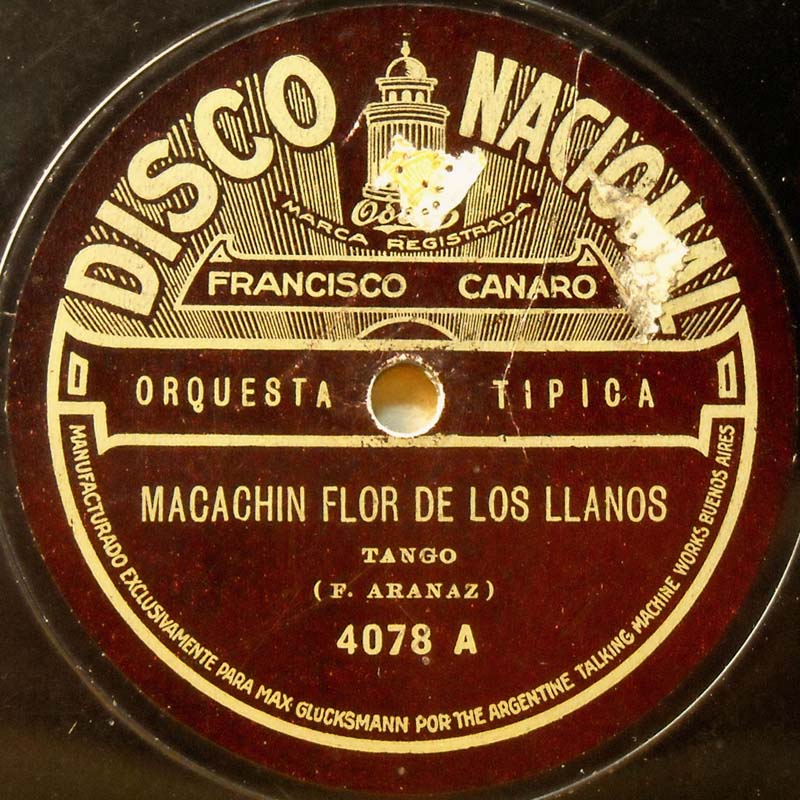 DISCO NACIONAL
MARCA REGISTRADA
FRANCISCO CANARO
ORQUESTA TIPICA
MACACHIN FLOR DE LOS LLANOS
TANGO
(F. ARANAZ)
4078 A
MANUFACTURADO EXCLUSIVAMENTE PARA MAX GLUCKSMANN POR THE ARGENTINE TALKING MACHINE WORKS BUENOS AIRES